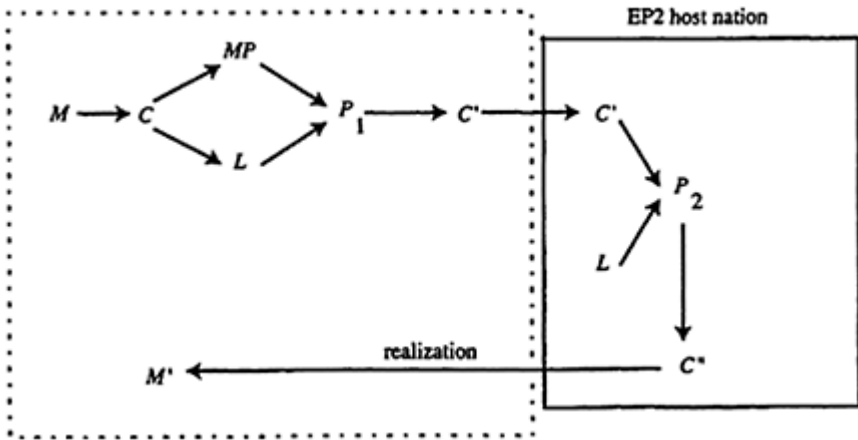 EP2 host nation
MP
M C P1 C' C'
L P2
L
realization
M' C"